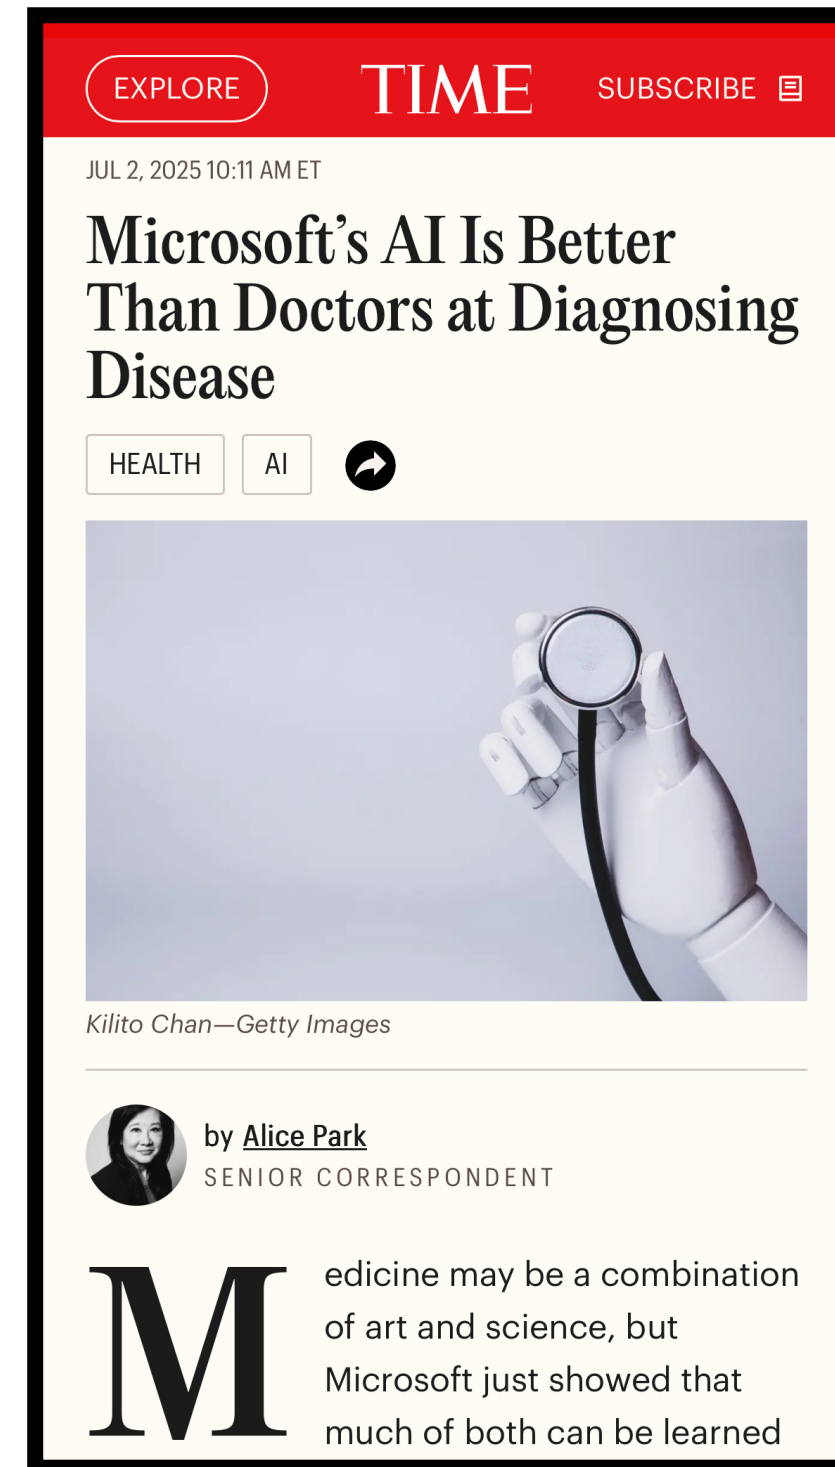 EXPLORE
TIME
SUBSCRIBE
JUL 2, 2025 10:11 AM ET
Microsoft’s AI Is Better
Than Doctors at Diagnosing
Disease
HEALTH
AI
Kilito Chan—Getty Images
by Alice Park
SENIOR CORRESPONDENT
Medicine may be a combination
of art and science, but
Microsoft just showed that
much of both can be learned